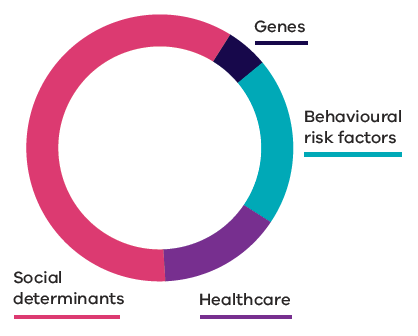 Genes
Behavioural
risk factors
Social
determinants
Healthcare